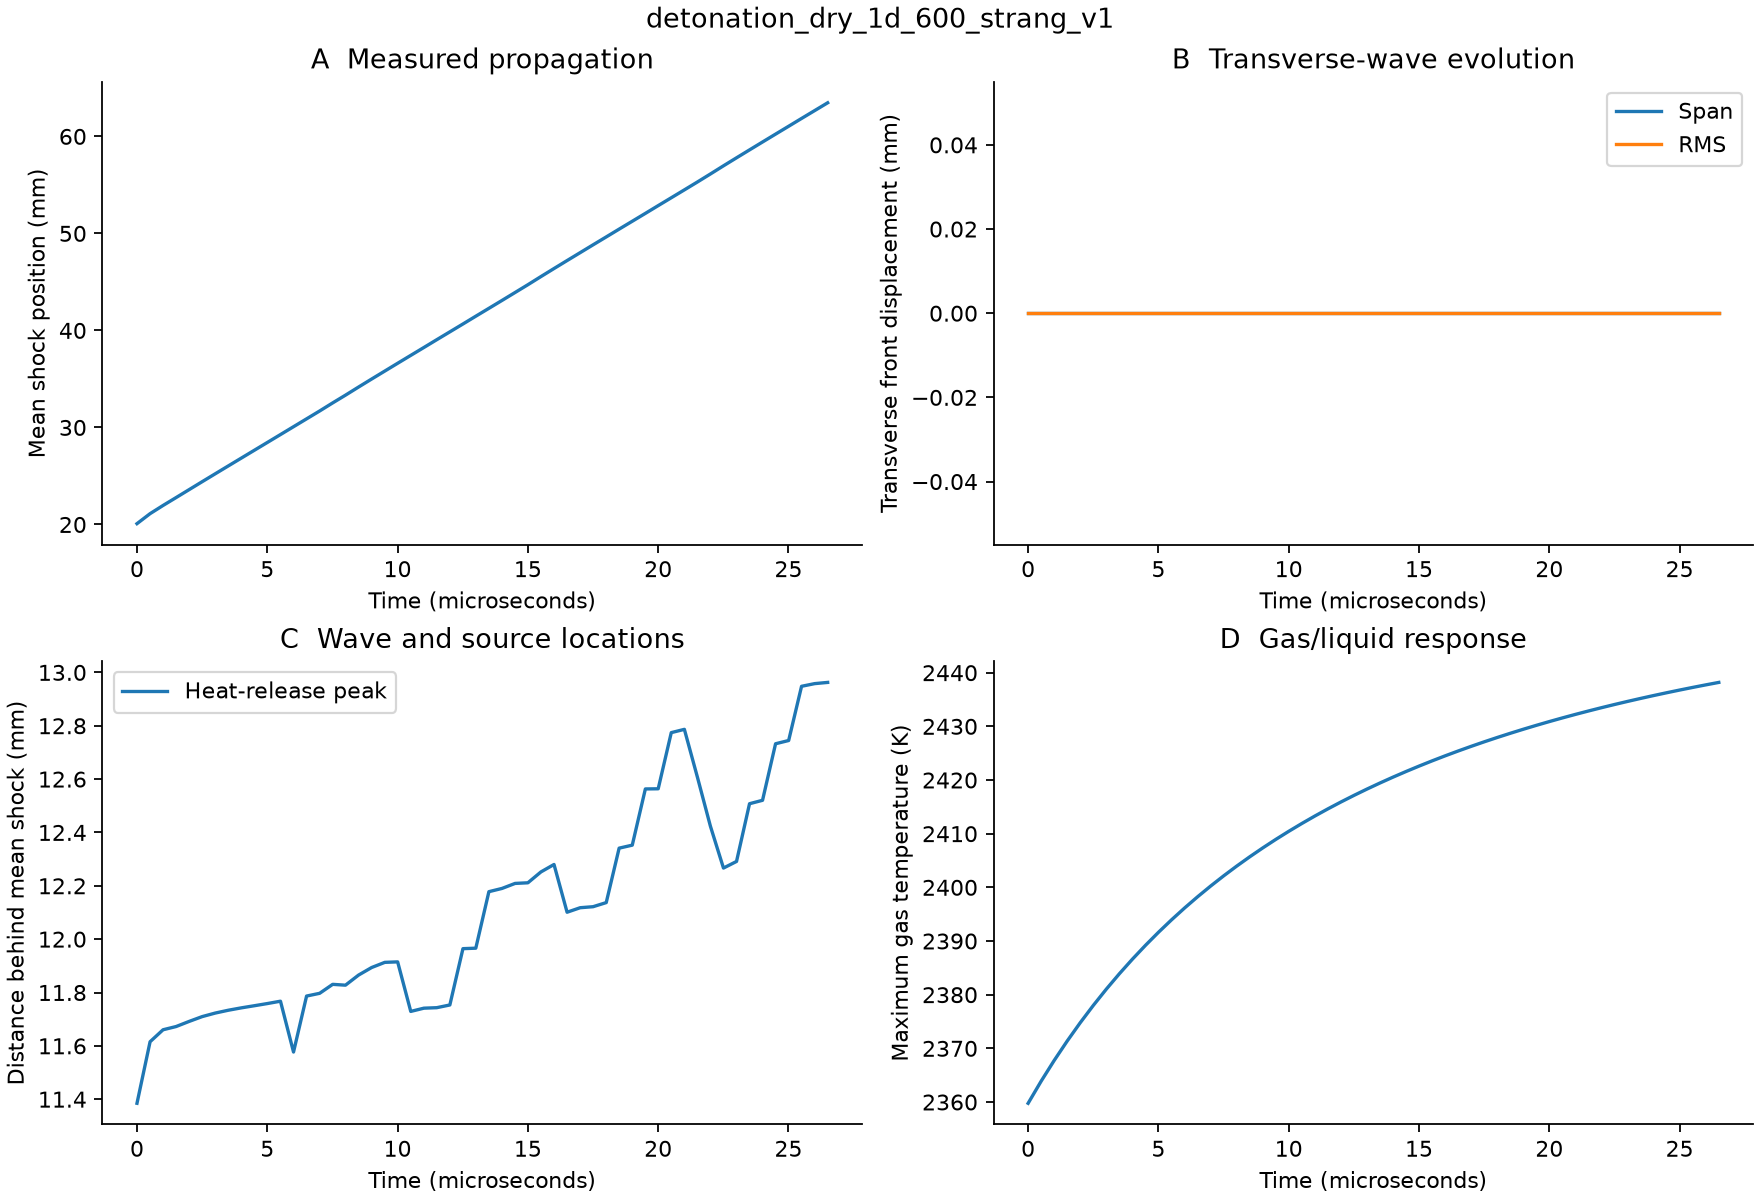 detonation_dry_1d_600_strang_v1
A Measured propagation
Mean shock position (mm)
60
50
40
30
20
0 5 10 15 20 25
Time (microseconds)
B Transverse-wave evolution
Span
RMS
Transverse front displacement (mm)
0.04
0.02
0.00
−0.02
−0.04
0 5 10 15 20 25
Time (microseconds)
C Wave and source locations
Heat-release peak
Distance behind mean shock (mm)
13.0
12.8
12.6
12.4
12.2
12.0
11.8
11.6
11.4
0 5 10 15 20 25
Time (microseconds)
D Gas/liquid response
Maximum gas temperature (K)
2440
2430
2420
2410
2400
2390
2380
2370
2360
0 5 10 15 20 25
Time (microseconds)